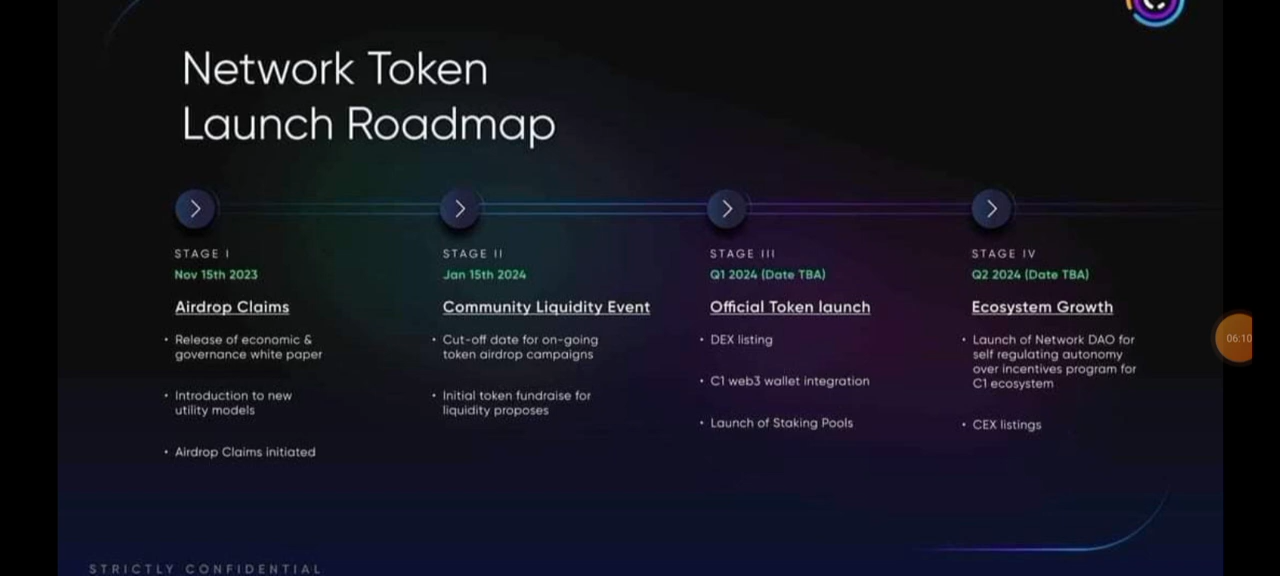 Network Token
Launch Roadmap
STAGE I
Nov 15th 2023
Airdrop Claims
• Release of economic &
governance white paper
• Introduction to new
utility models
• Airdrop Claims initiated
STAGE II
Jan 15th 2024
Community Liquidity Event
• Cut-off date for on-going
token airdrop campaigns
• Initial token fundraise for
liquidity proposes
STAGE III
Q1 2024 (Date TBA)
Official Token launch
• DEX listing
• C1 web3 wallet integration
• Launch of Staking Pools
STAGE IV
Q2 2024 (Date TBA)
Ecosystem Growth
• Launch of Network DAO for
self regulating autonomy
over incentives program for
C1 ecosystem
• CEX listings
06:10
STRICTLY CONFIDENTIAL